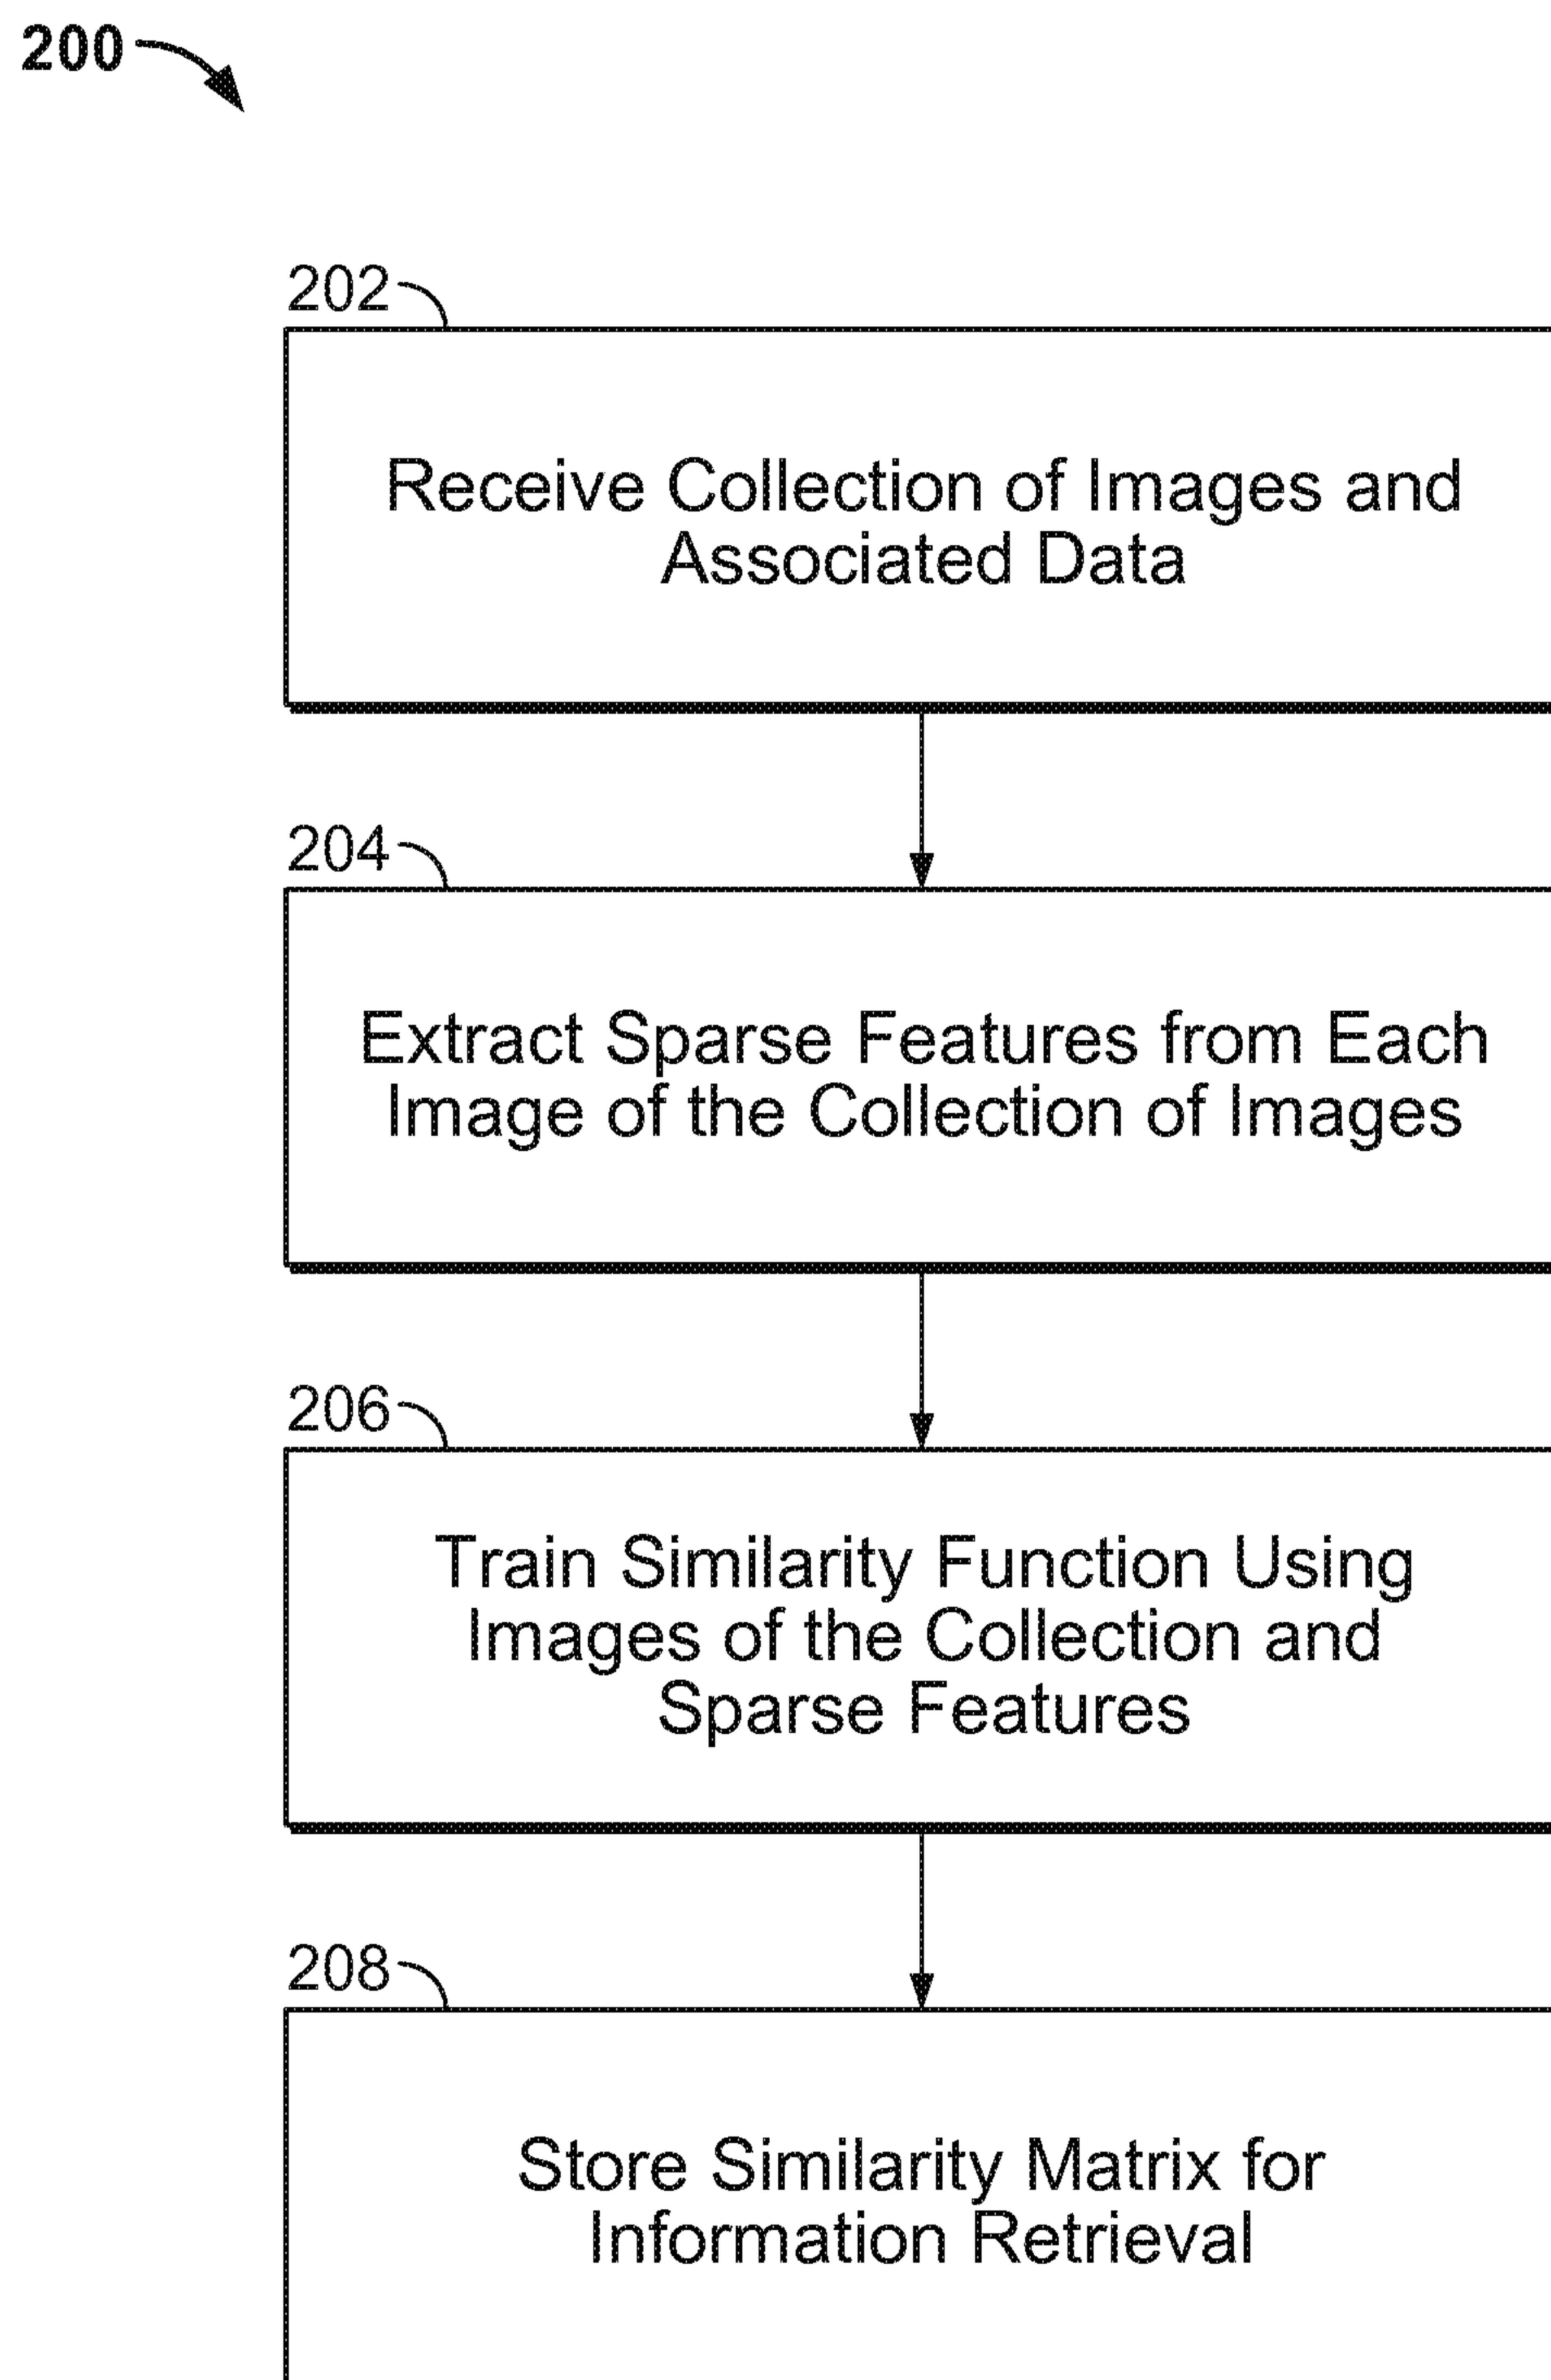 200
202
Receive Collection of Images and
Associated Data
204
Extract Sparse Features from Each
Image of the Collection of Images
206
Train Similarity Function Using
Images of the Collection and
Sparse Features
208
Store Similarity Matrix for
Information Retrieval